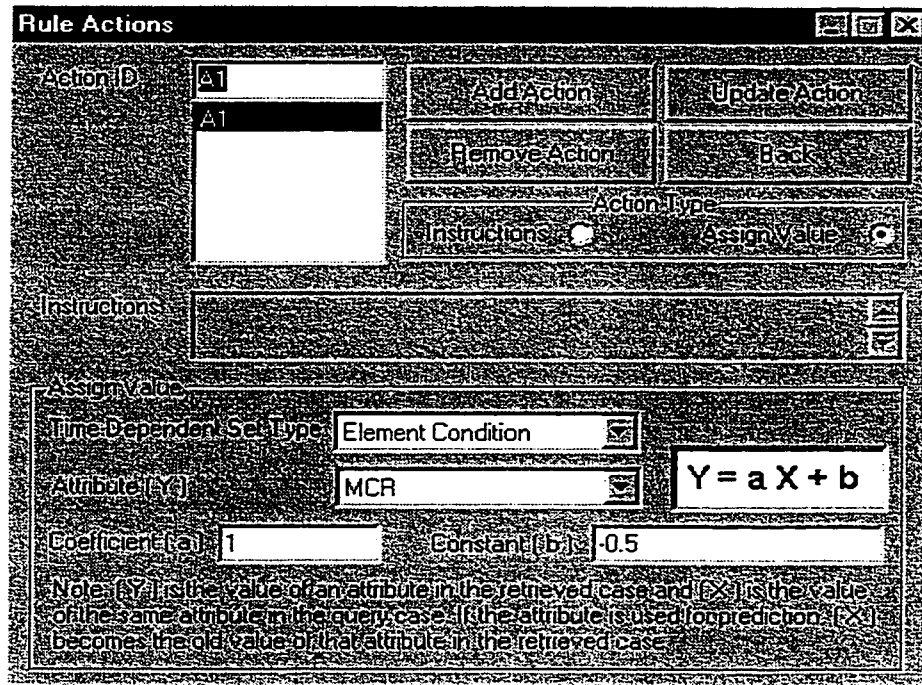 Rule Actions
Action ID
A1
A1
Add Action
Update Action
Remove Action
Back
Action Type
Instructions
Assign Value
Instructions
Assign Value
Time Dependent Set Type
Element Condition
Attribute (Y)
MCR
Y = a X + b
Coefficient (a)
1
Constant (b)
-0.5
Note: (Y) is the value of an attribute in the retrieved case and (X) is the value
of the same attribute in the query case. If the attribute is used for prediction (X)
becomes the old value of that attribute in the retrieved case.